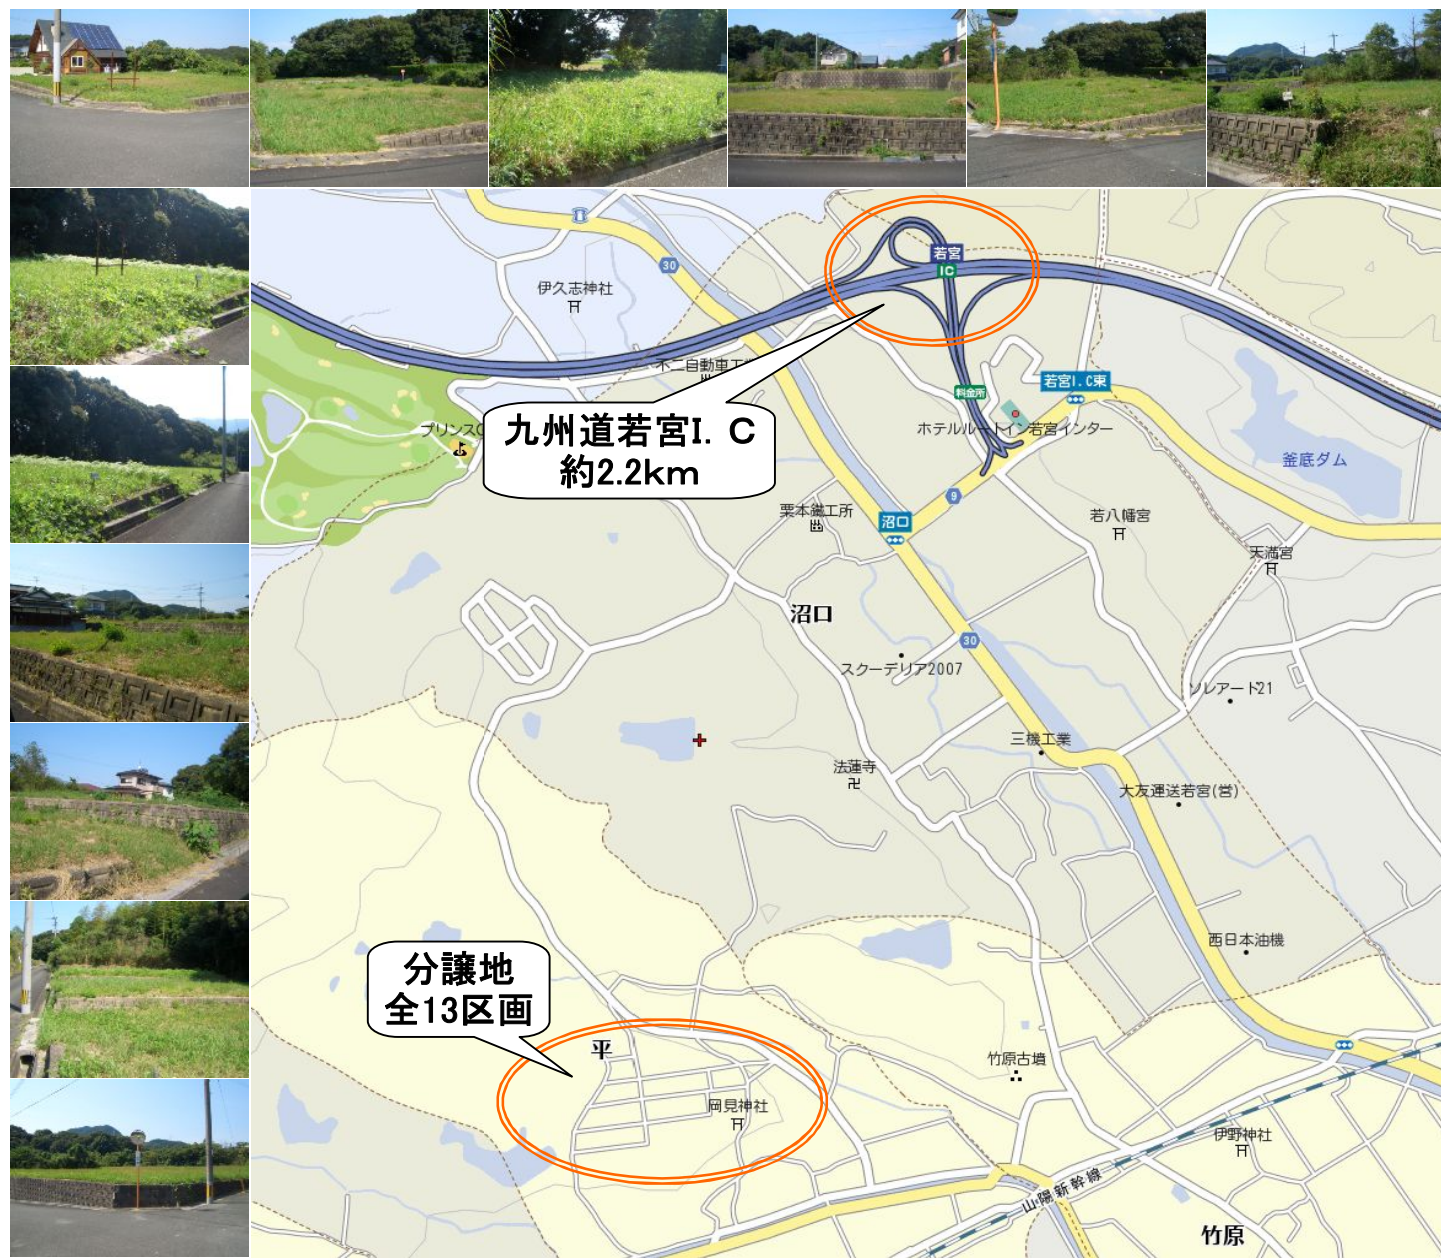 若宮
IC
30
伊久志神社
不二自動車工業
若宮I.C東
料金所
九州道若宮I. C
約2.2km
プリンスC
ホテルルートイン若宮インター
釜底ダム
9
栗本鐵工所
沼口
若八幡宮
天満宮
沼口
30
スクーデリア2007
ソレアード21
三機工業
法蓮寺
大友運送若宮(営)
西日本油機
分譲地
全13区画
平
竹原古墳
岡見神社
伊野神社
山陽新幹線
竹原